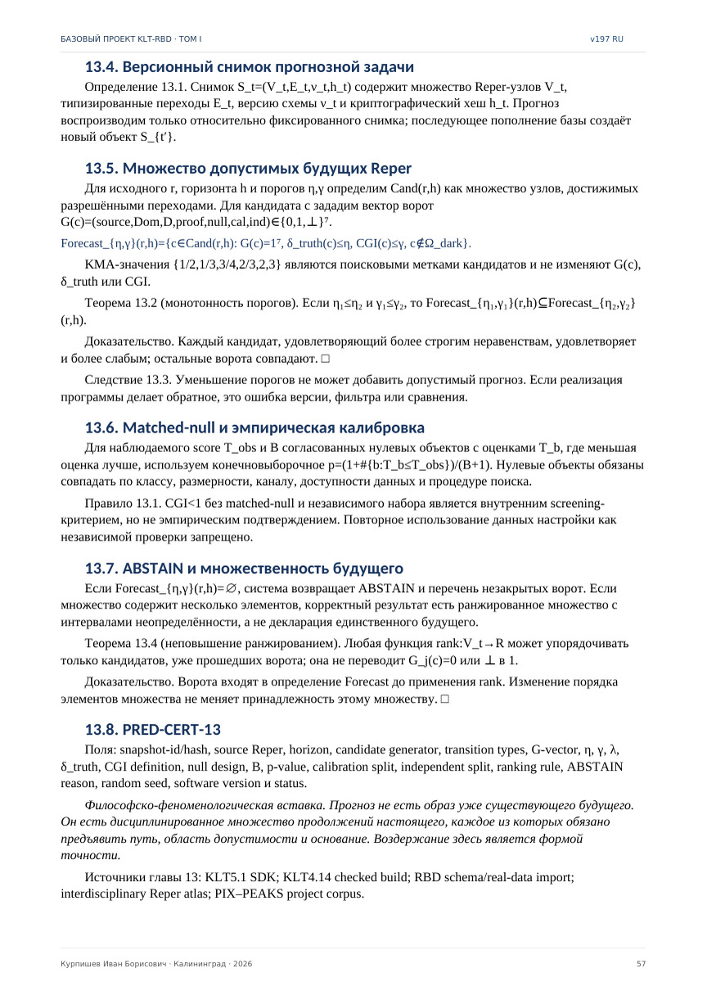 БАЗОВЫЙ ПРОЕКТ KLT-RBD · ТОМ I
v197 RU
13.4. Версионный снимок прогнозной задачи
Определение 13.1. Снимок S_t=(V_t,E_t,ν_t,h_t) содержит множество Reper-узлов V_t,
типизированные переходы E_t, версию схемы ν_t и криптографический хеш h_t. Прогноз
воспроизводим только относительно фиксированного снимка; последующее пополнение базы создаёт
новый объект S_{t′}.
13.5. Множество допустимых будущих Reper
Для исходного r, горизонта h и порогов η,γ определим Cand(r,h) как множество узлов, достижимых
разрешёнными переходами. Для кандидата c зададим вектор ворот
G(c)=(source,Dom,D,proof,null,cal,ind)∈{0,1,⊥}⁷.
Forecast_{η,γ}(r,h)={c∈Cand(r,h): G(c)=1⁷, δ_truth(c)≤η, CGI(c)≤γ, c∉Ω_dark}.
KMA-значения {1/2,1/3,3/4,2/3,2,3} являются поисковыми метками кандидатов и не изменяют G(c),
δ_truth или CGI.
Теорема 13.2 (монотонность порогов). Если η₁≤η₂ и γ₁≤γ₂, то Forecast_{η₁,γ₁}(r,h)⊆Forecast_{η₂,γ₂}
(r,h).
Доказательство. Каждый кандидат, удовлетворяющий более строгим неравенствам, удовлетворяет
и более слабым; остальные ворота совпадают. □
Следствие 13.3. Уменьшение порогов не может добавить допустимый прогноз. Если реализация
программы делает обратное, это ошибка версии, фильтра или сравнения.
13.6. Matched-null и эмпирическая калибровка
Для наблюдаемого score T_obs и B согласованных нулевых объектов с оценками T_b, где меньшая
оценка лучше, используем конечновыборочное p=(1+#{b:T_b≤T_obs})/(B+1). Нулевые объекты обязаны
совпадать по классу, размерности, каналу, доступности данных и процедуре поиска.
Правило 13.1. CGI<1 без matched-null и независимого набора является внутренним screening-
критерием, но не эмпирическим подтверждением. Повторное использование данных настройки как
независимой проверки запрещено.
13.7. ABSTAIN и множественность будущего
Если Forecast_{η,γ}(r,h)=∅, система возвращает ABSTAIN и перечень незакрытых ворот. Если
множество содержит несколько элементов, корректный результат есть ранжированное множество с
интервалами неопределённости, а не декларация единственного будущего.
Теорема 13.4 (неповышение ранжированием). Любая функция rank:V_t→R может упорядочивать
только кандидатов, уже прошедших ворота; она не переводит G_j(c)=0 или ⊥ в 1.
Доказательство. Ворота входят в определение Forecast до применения rank. Изменение порядка
элементов множества не меняет принадлежность этому множеству. □
13.8. PRED-CERT-13
Поля: snapshot-id/hash, source Reper, horizon, candidate generator, transition types, G-vector, η, γ, λ,
δ_truth, CGI definition, null design, B, p-value, calibration split, independent split, ranking rule, ABSTAIN
reason, random seed, software version и status.
Философско-феноменологическая вставка. Прогноз не есть образ уже существующего будущего.
Он есть дисциплинированное множество продолжений настоящего, каждое из которых обязано
предъявить путь, область допустимости и основание. Воздержание здесь является формой
точности.
Источники главы 13: KLT5.1 SDK; KLT4.14 checked build; RBD schema/real-data import;
interdisciplinary Reper atlas; PIX–PEAKS project corpus.
Курпишев Иван Борисович · Калининград · 2026
57